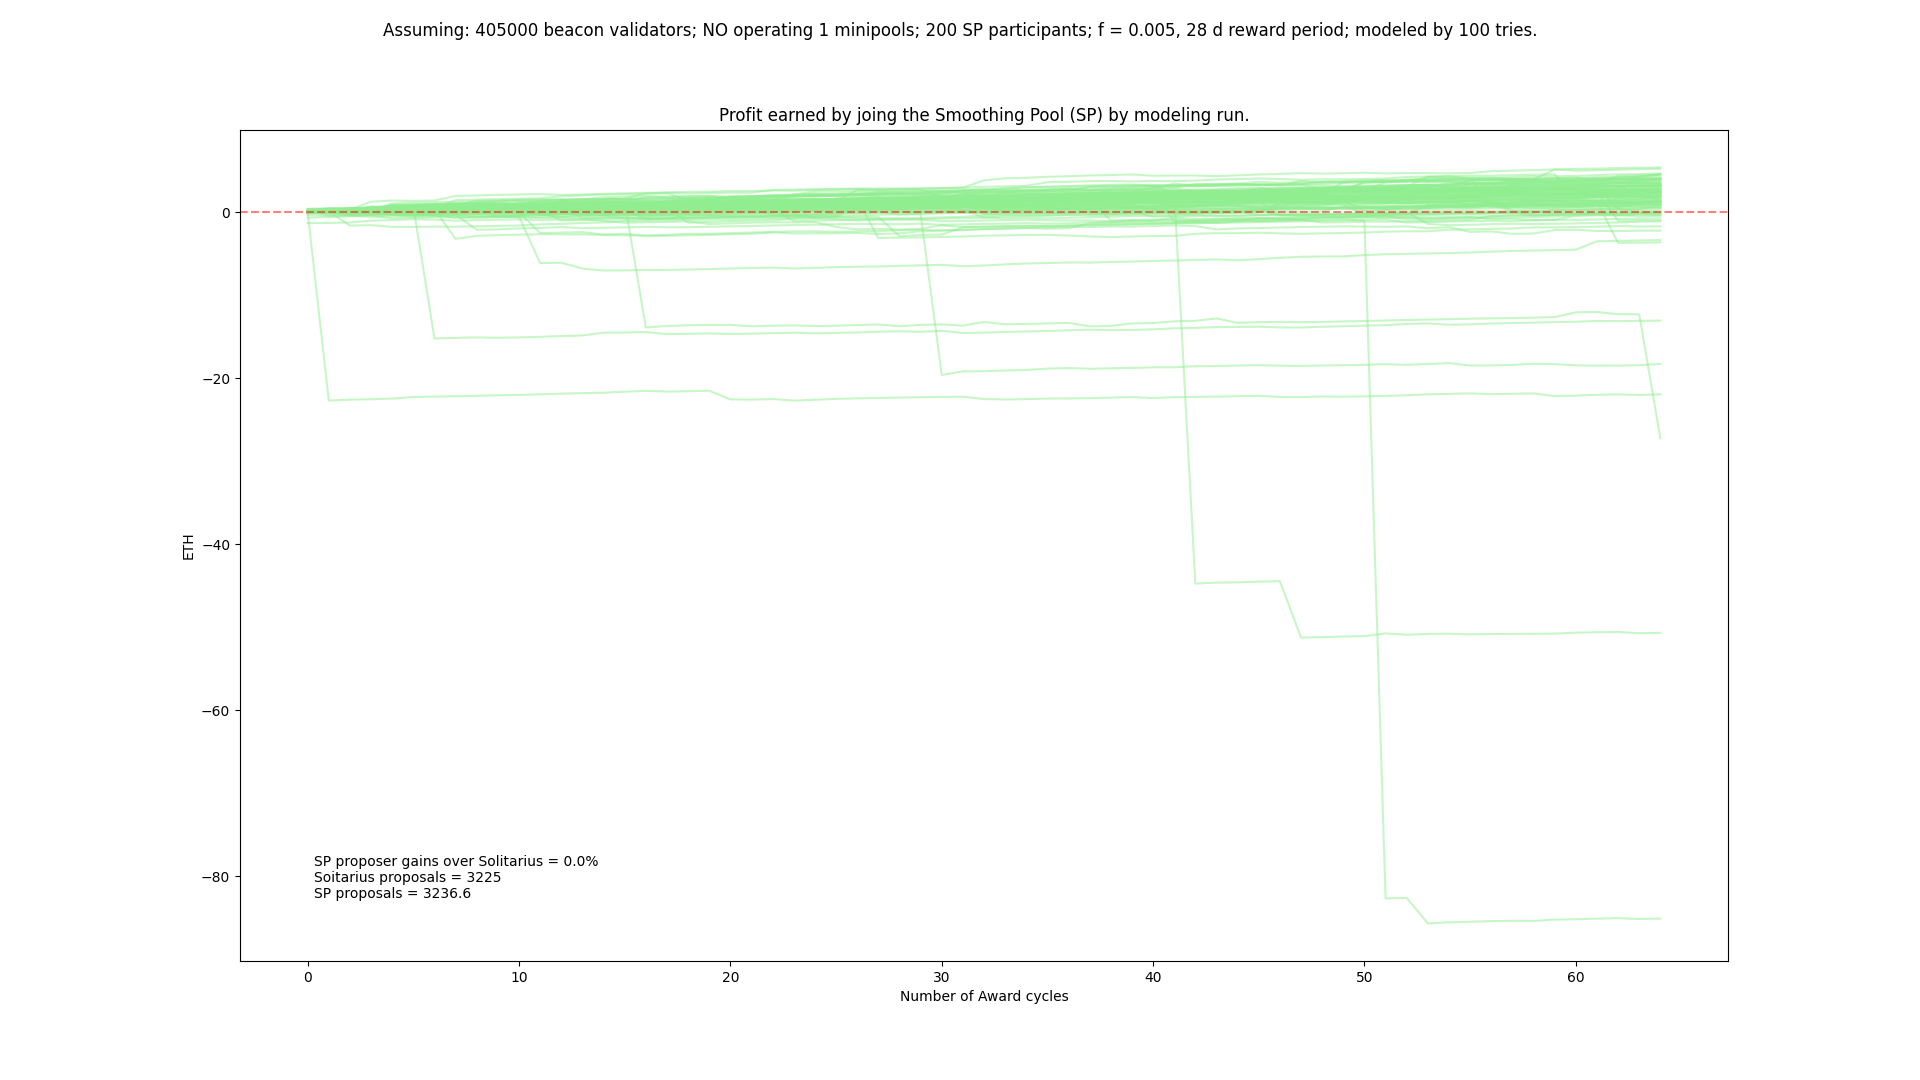 Assuming: 405000 beacon validators; NO operating 1 minipools; 200 SP participants; f = 0.005, 28 d reward period; modeled by 100 tries.
Profit earned by joing the Smoothing Pool (SP) by modeling run.
0
−20
−40
−60
−80
ETH
SP proposer gains over Solitarius = 0.0%
Soitarius proposals = 3225
SP proposals = 3236.6
0 10 20 30 40 50 60
Number of Award cycles